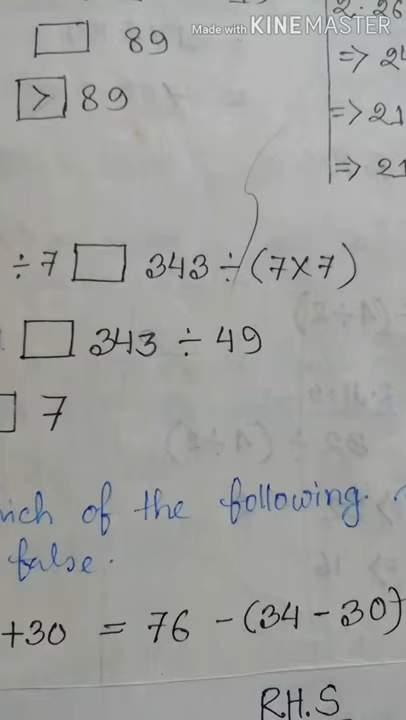 Made with KINEMASTER
□ 89
> 89
=> 24
=> 21
=> 21
÷ 7 □ 343 ÷ (7×7)
□ 343 ÷ 49
□ 7
of the following
false.
+30 = 76 - (34 - 30)
R.H.S